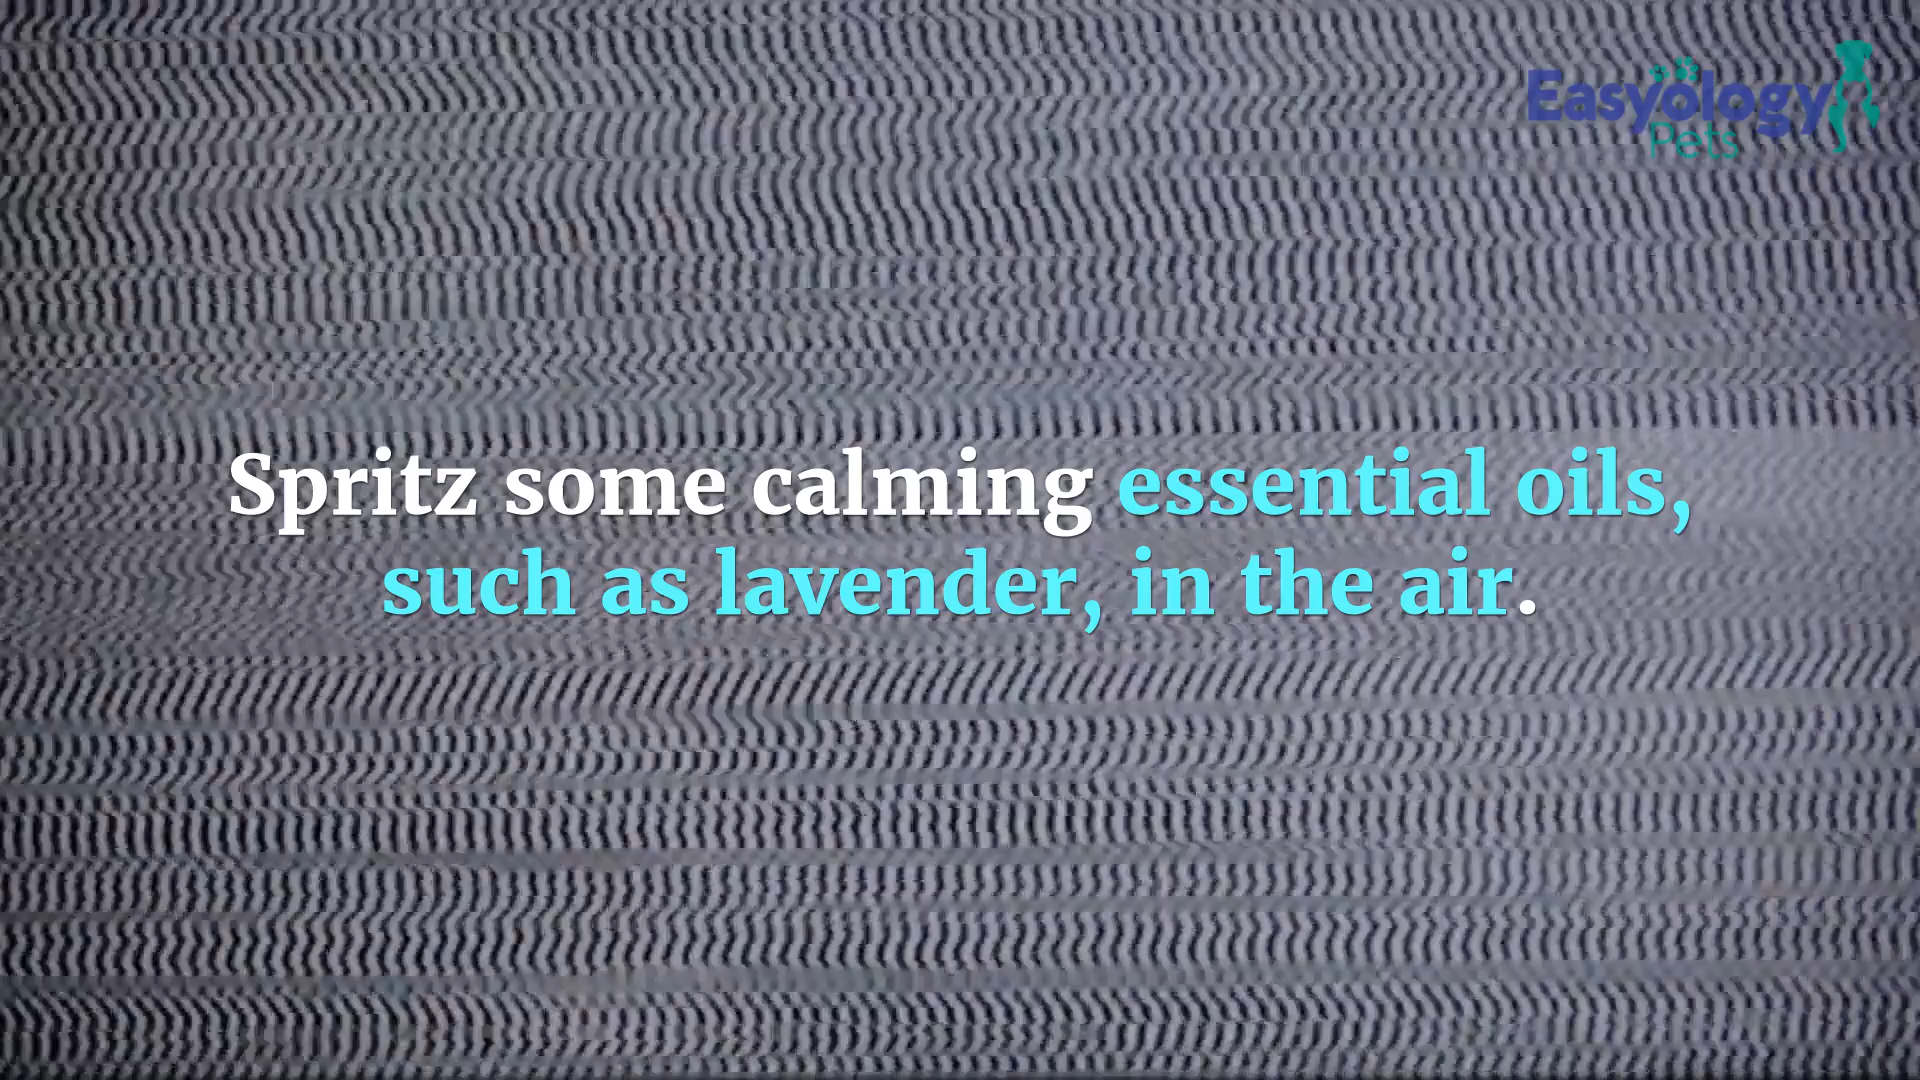 Easyology
Pets
Spritz some calming essential oils,
such as lavender, in the air.